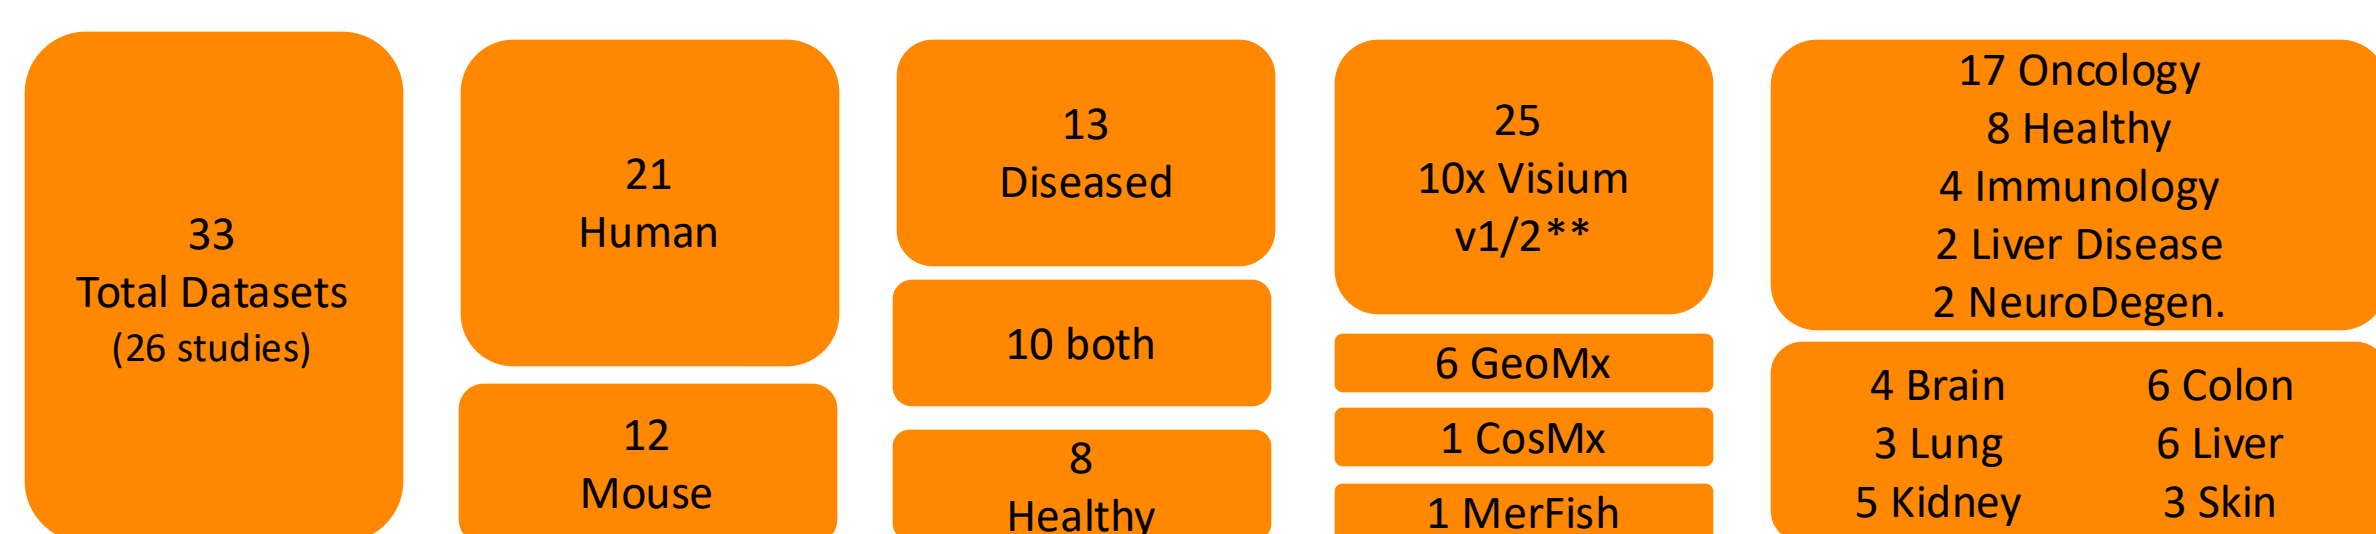 33
Total Datasets
(26 studies)
21
Human
12
Mouse
13
Diseased
10 both
8
Healthy
25
10x Visium
v1/2**
6 GeoMx
1 CosMx
1 MerFish
17 Oncology
8 Healthy
4 Immunology
2 Liver Disease
2 NeuroDegen.
4 Brain
3 Lung
5 Kidney
6 Colon
6 Liver
3 Skin